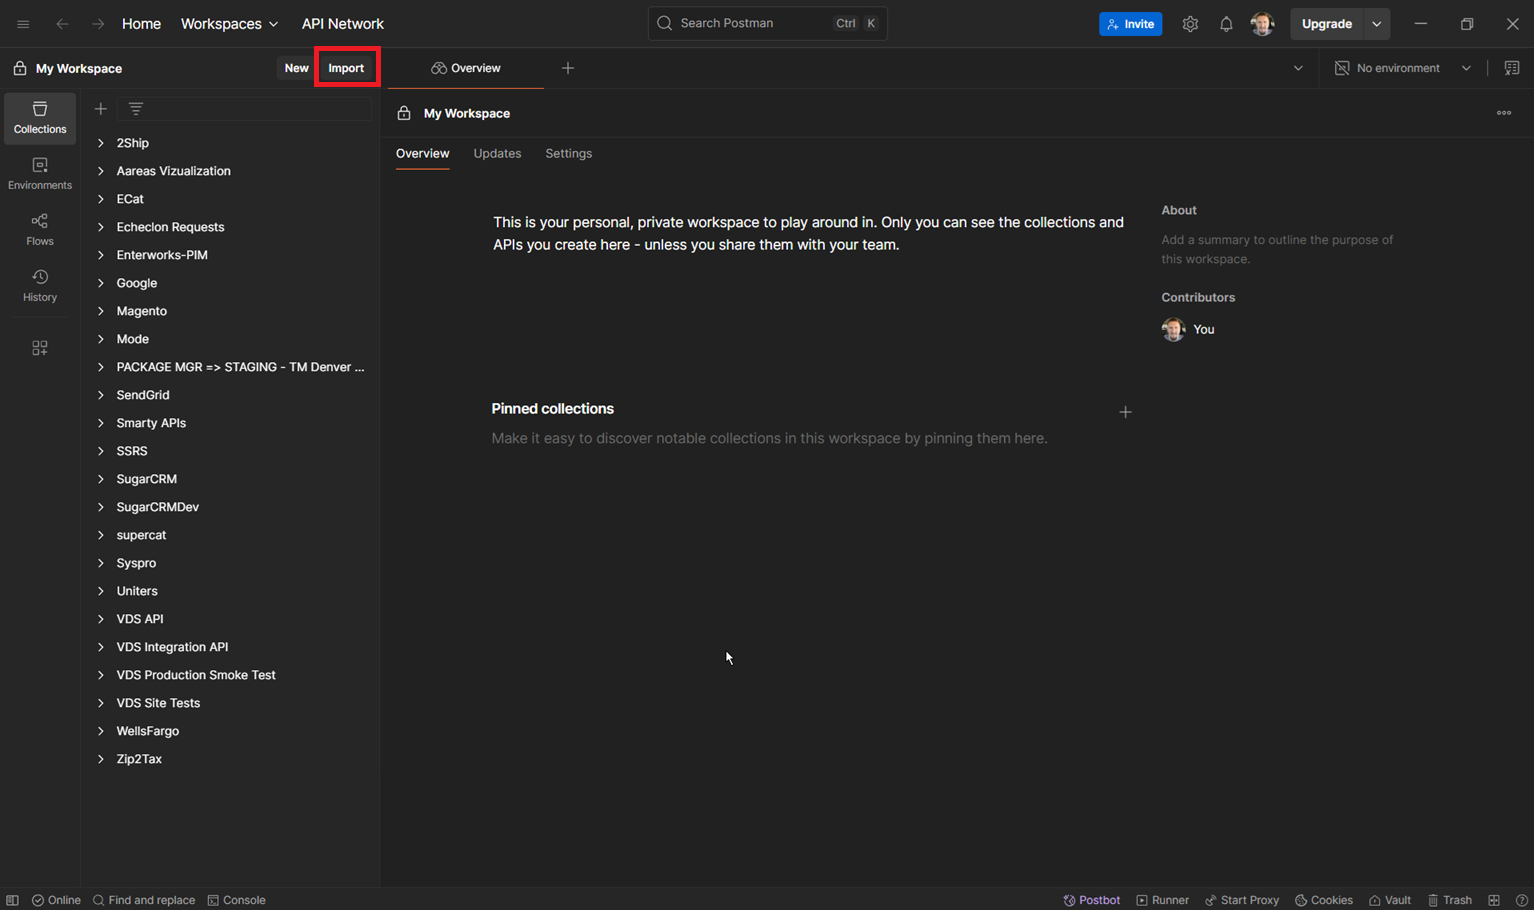 Home
Workspaces
API Network
Search Postman
Ctrl
K
Invite
Upgrade
My Workspace
New
Import
Overview
No environment
Collections
Environments
Flows
History
2Ship
Aareas Vizualization
ECat
Echeclon Requests
Enterworks-PIM
Google
Magento
Mode
PACKAGE MGR => STAGING - TM Denver ...
SendGrid
Smarty APIs
SSRS
SugarCRM
SugarCRMDev
supercat
Syspro
Uniters
VDS API
VDS Integration API
VDS Production Smoke Test
VDS Site Tests
WellsFargo
Zip2Tax
My Workspace
Overview
Updates
Settings
This is your personal, private workspace to play around in. Only you can see the collections and
APIs you create here - unless you share them with your team.
Pinned collections
Make it easy to discover notable collections in this workspace by pinning them here.
About
Add a summary to outline the purpose of
this workspace.
Contributors
You
Online
Find and replace
Console
Postbot
Runner
Start Proxy
Cookies
Vault
Trash